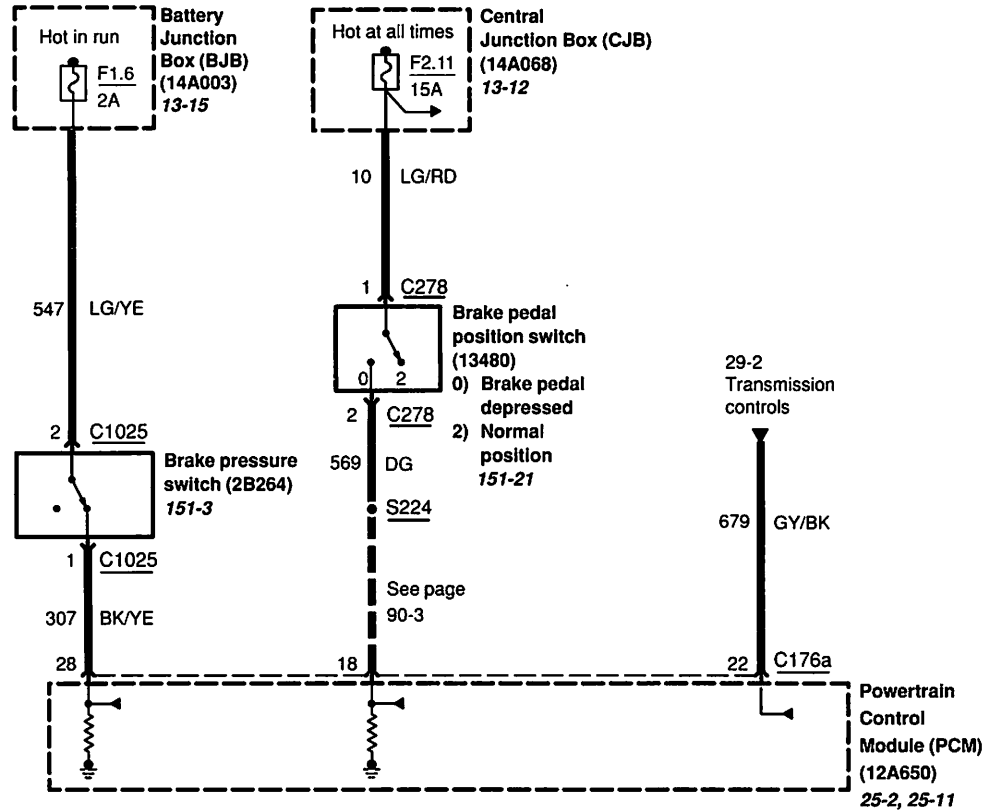 Hot in run
F1.6
2A
Battery
Junction
Box (BJB)
(14A003)
13-15
Hot at all times
F2.11
15A
Central
Junction Box (CJB)
(14A068)
13-12
10 LG/RD
547 LG/YE
1 C278
Brake pedal
position switch
(13480)
0) Brake pedal
depressed
2) Normal
position
151-21
0 2
2 C278
29-2
Transmission
controls
2 C1025
Brake pressure
switch (2B264)
151-3
569 DG
S224
679 GY/BK
1 C1025
307 BK/YE
See page
90-3
28
18
22 C176a
Powertrain
Control
Module (PCM)
(12A650)
25-2, 25-11